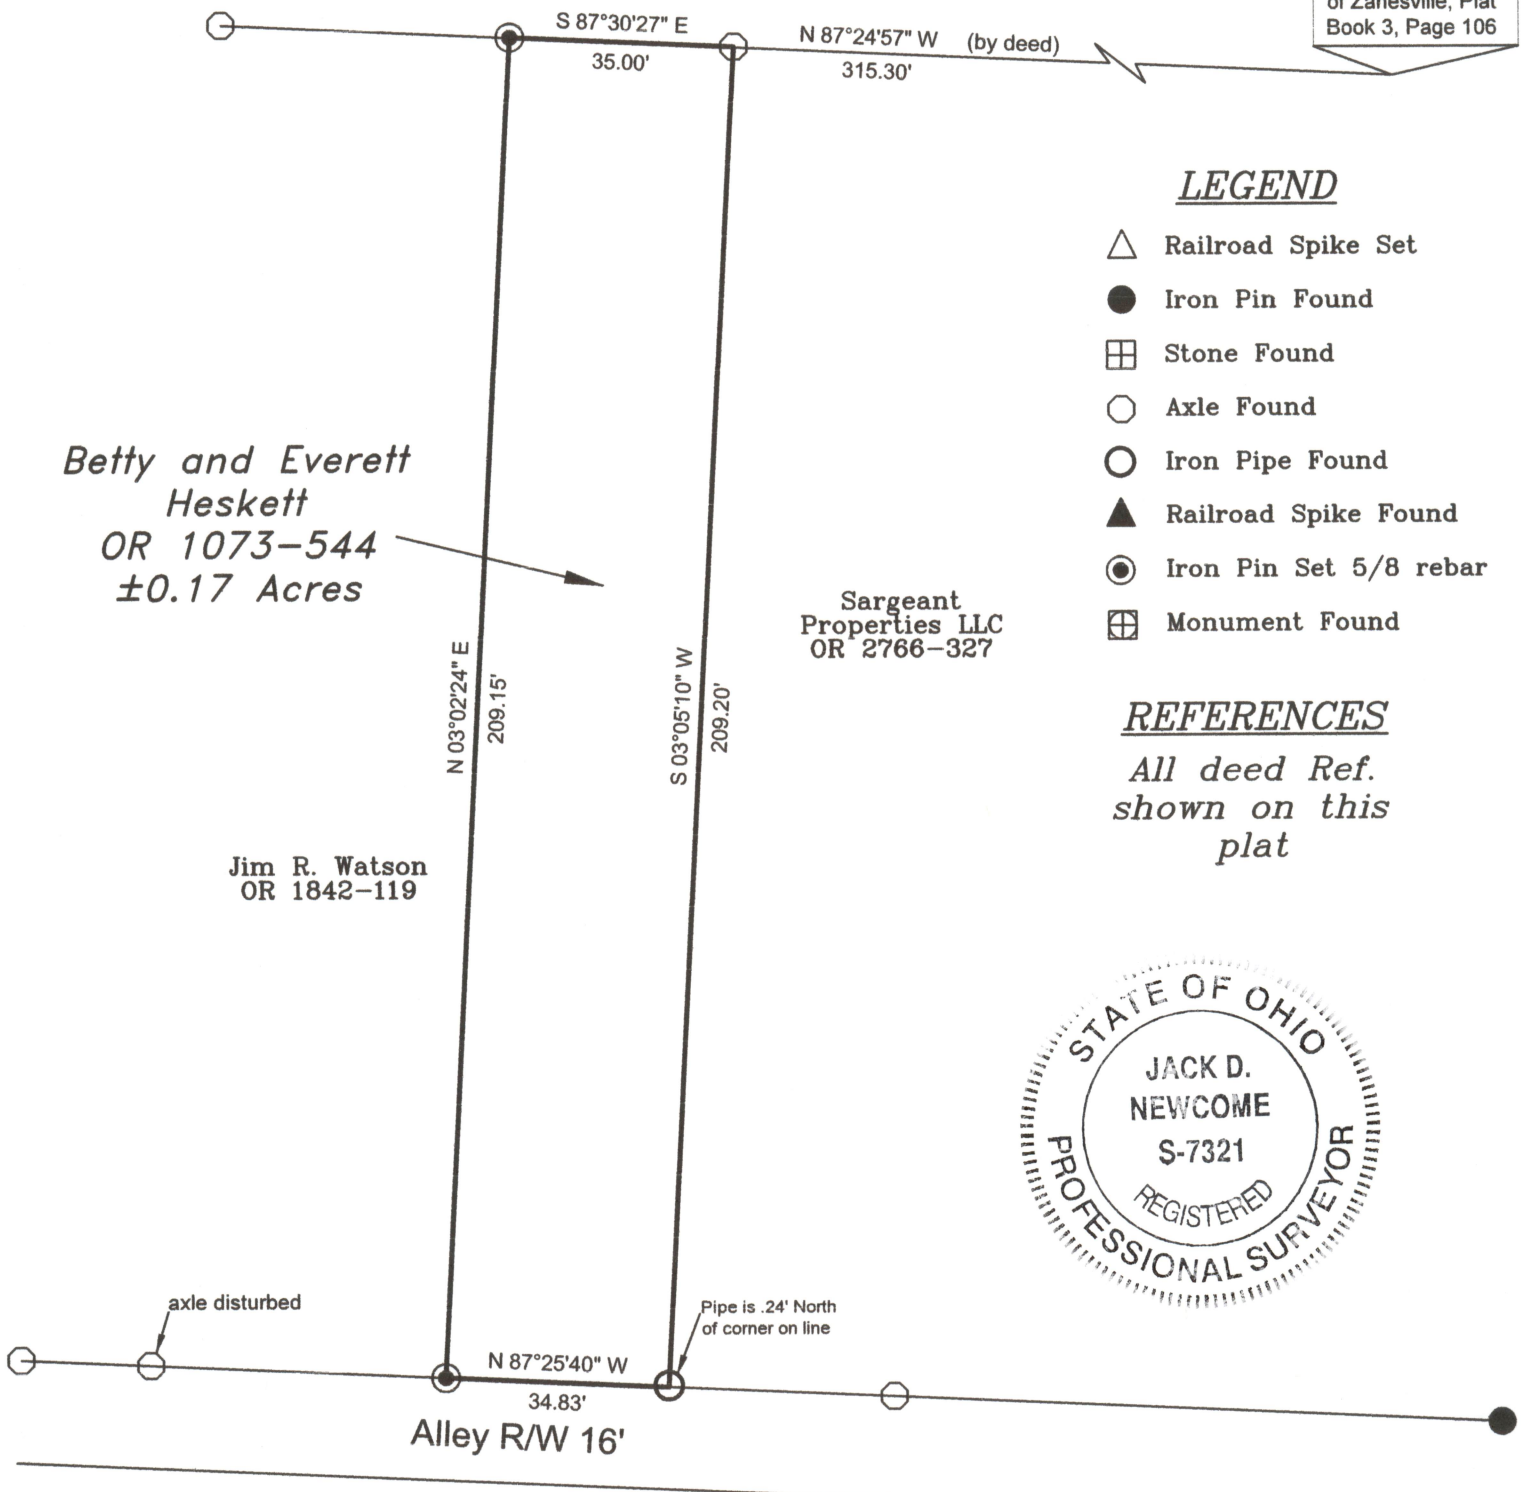 of Zanesville, Plat
Book 3, Page 106
S 87°30'27" E
35.00'
N 87°24'57" W (by deed)
315.30'
LEGEND
Railroad Spike Set
Iron Pin Found
Stone Found
Axle Found
Iron Pipe Found
Railroad Spike Found
Iron Pin Set 5/8 rebar
Monument Found
Betty and Everett
Heskett
OR 1073-544
±0.17 Acres
Sargeant
Properties LLC
OR 2766-327
N 03°02'24" E
209.15'
S 03°05'10" W
209.20'
REFERENCES
All deed Ref.
shown on this
plat
Jim R. Watson
OR 1842-119
STATE OF OHIO
JACK D.
NEWCOME
S-7321
REGISTERED
PROFESSIONAL SURVEYOR
axle disturbed
Pipe is .24' North
of corner on line
N 87°25'40" W
34.83'
Alley R/W 16'